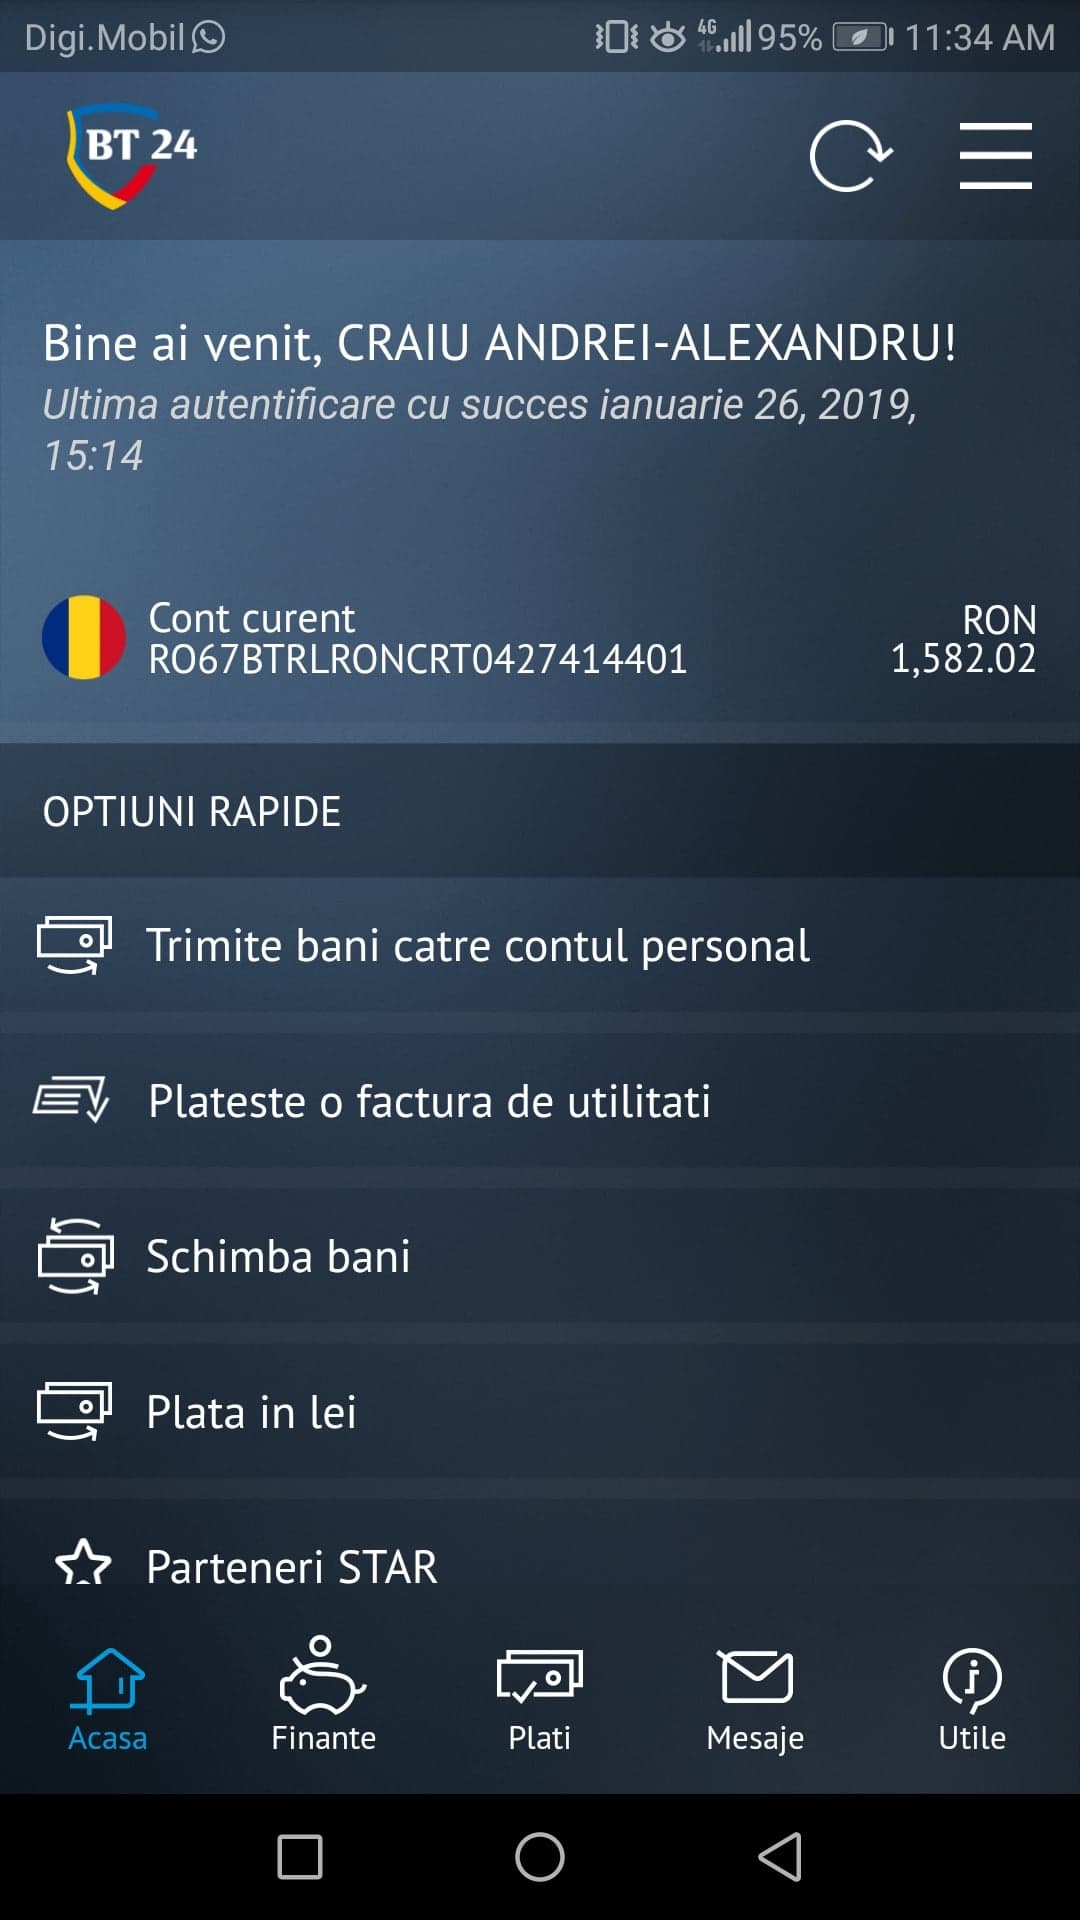 Digi.Mobil 4G 95% 11:34 AM
BT 24
Bine ai venit, CRAIU ANDREI-ALEXANDRU!
Ultima autentificare cu succes ianuarie 26, 2019,
15:14
Cont curent RON
RO67BTRLRONCRT0427414401 1,582.02
OPTIUNI RAPIDE
Trimite bani catre contul personal
Plateste o factura de utilitati
Schimba bani
Plata in lei
Parteneri STAR
Acasa Finante Plati Mesaje Utile